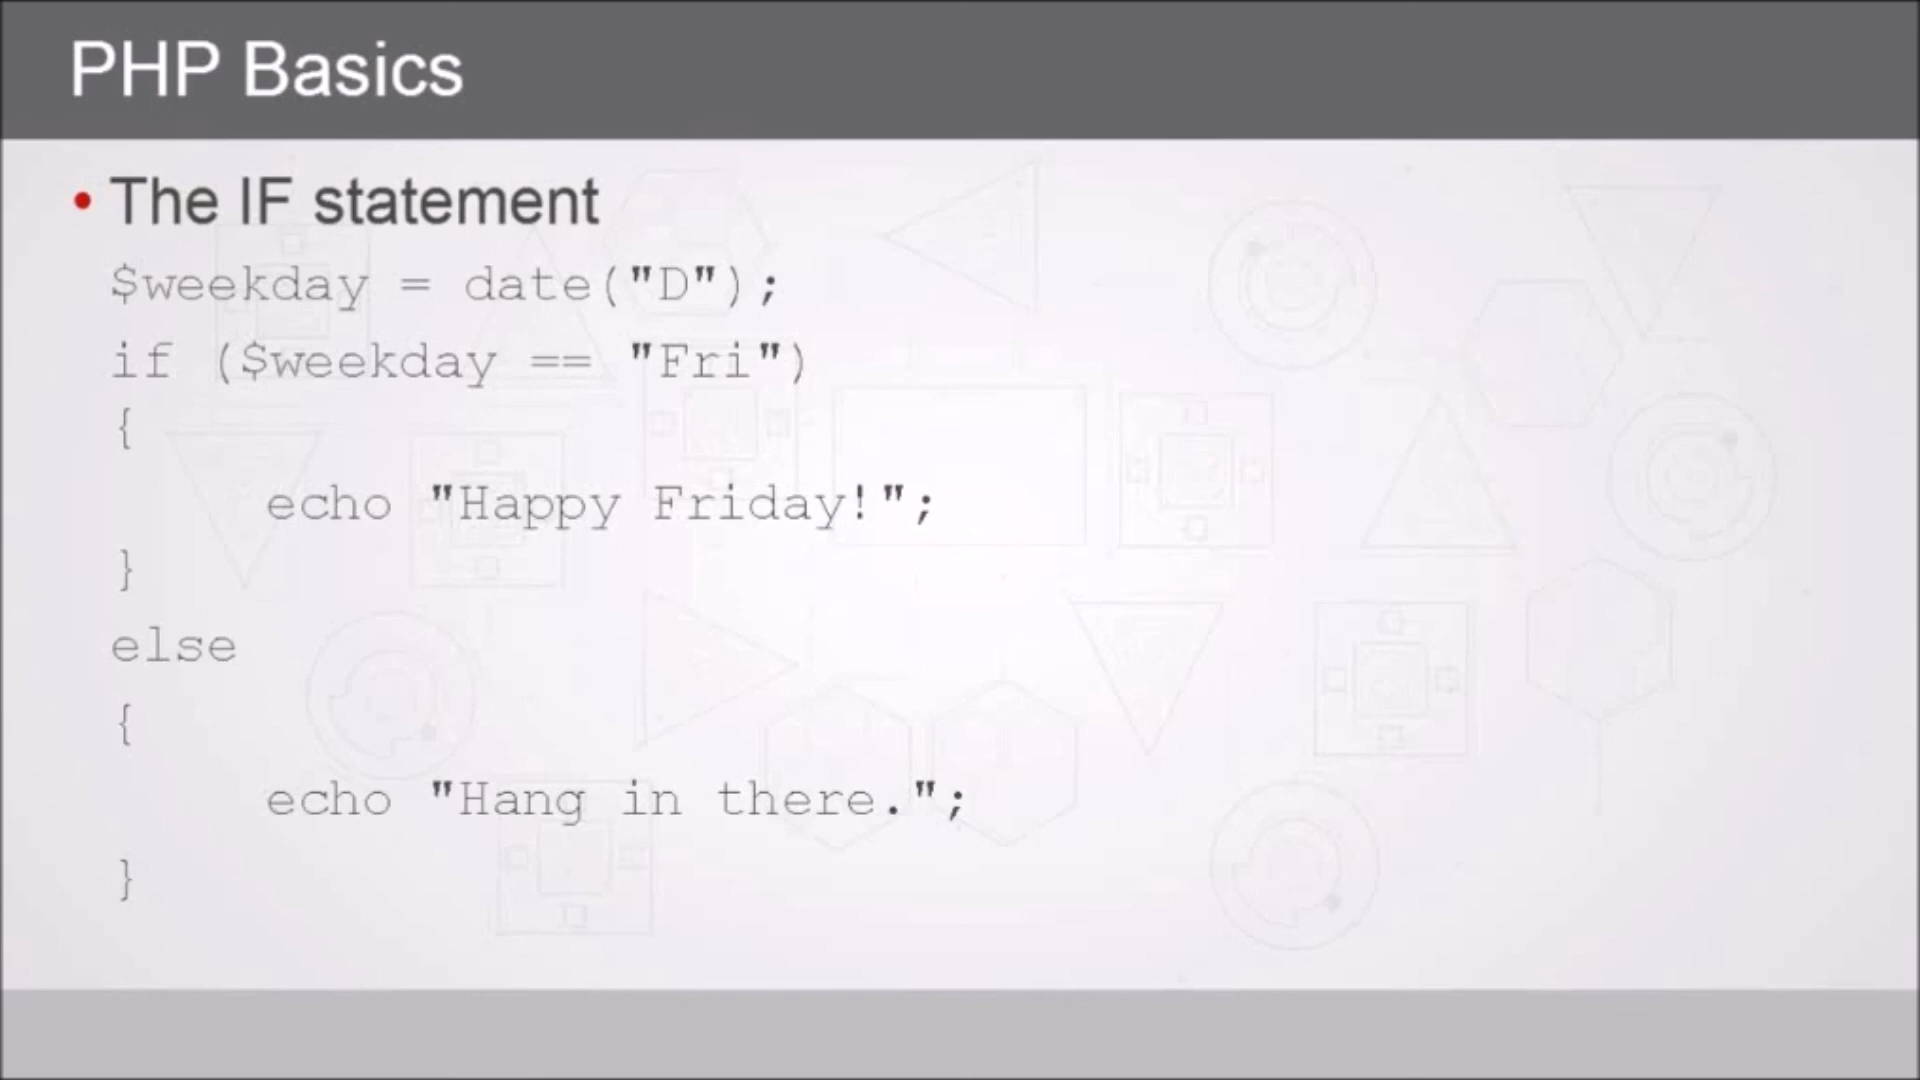 PHP Basics
• The IF statement
$weekday = date("D");
if ($weekday == "Fri")
{
echo "Happy Friday!";
}
else
{
echo "Hang in there.";
}